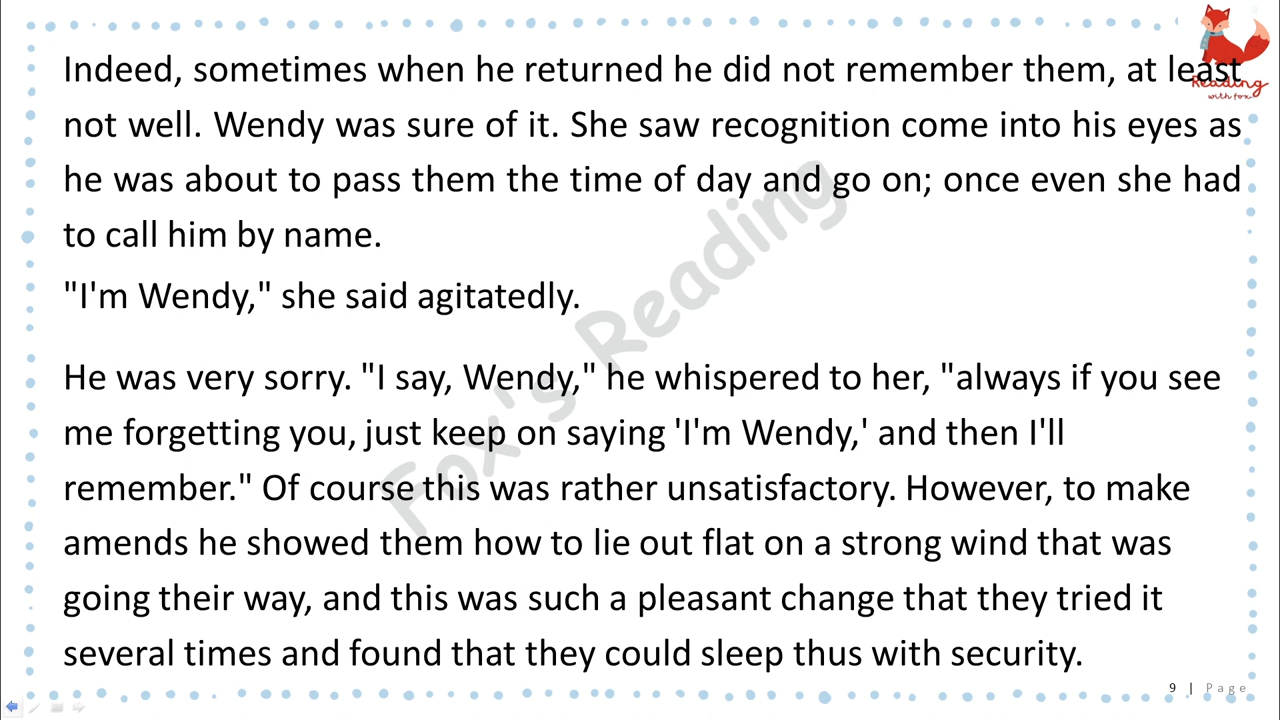 Indeed, sometimes when he returned he did not remember them, at least
not well. Wendy was sure of it. She saw recognition come into his eyes as
he was about to pass them the time of day and go on; once even she had
to call him by name.
"I'm Wendy," she said agitatedly.
He was very sorry. "I say, Wendy," he whispered to her, "always if you see
me forgetting you, just keep on saying 'I'm Wendy,' and then I'll
remember." Of course this was rather unsatisfactory. However, to make
amends he showed them how to lie out flat on a strong wind that was
going their way, and this was such a pleasant change that they tried it
several times and found that they could sleep thus with security.
Reading
with fox
Fox's Reading
9 | Page